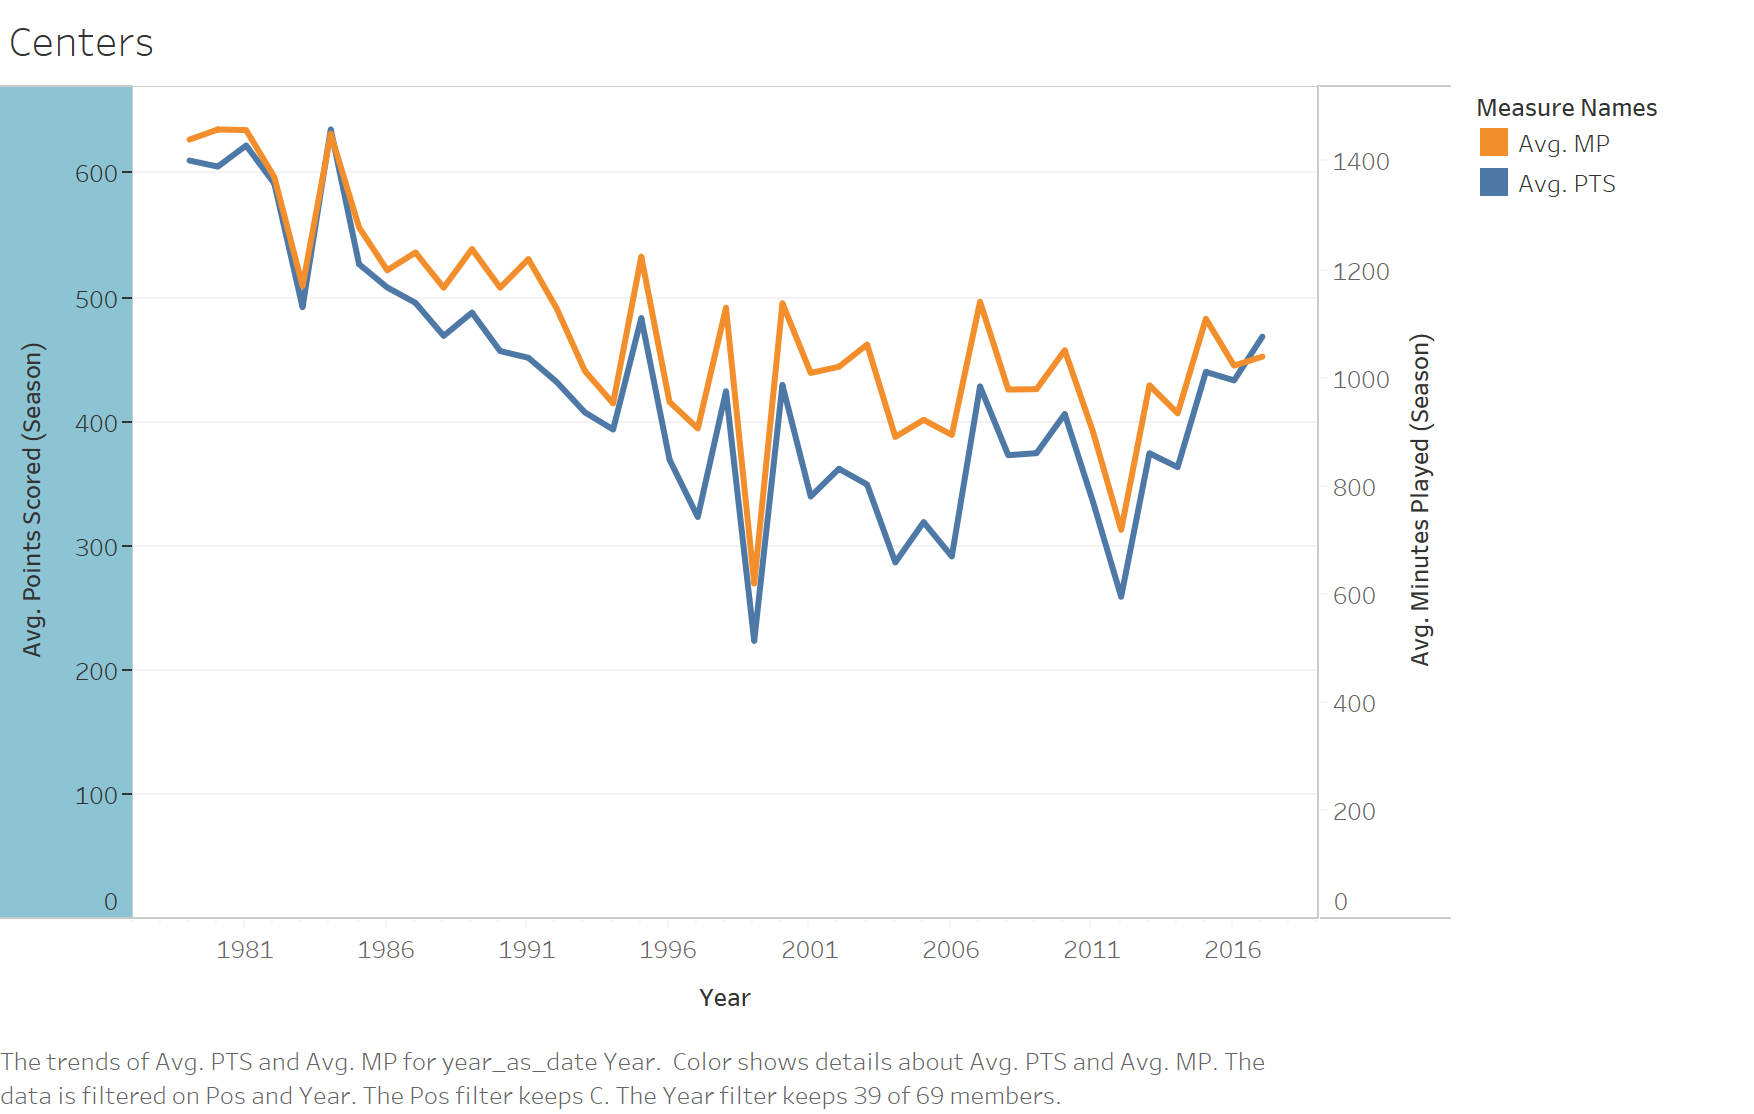 Centers
Measure Names
Avg. MP
Avg. PTS
Avg. Points Scored (Season)
600
500
400
300
200
100
0
1400
1200
1000
800
600
400
200
0
Avg. Minutes Played (Season)
1981 1986 1991 1996 2001 2006 2011 2016
Year
The trends of Avg. PTS and Avg. MP for year_as_date Year.  Color shows details about Avg. PTS and Avg. MP. The
data is filtered on Pos and Year. The Pos filter keeps C. The Year filter keeps 39 of 69 members.